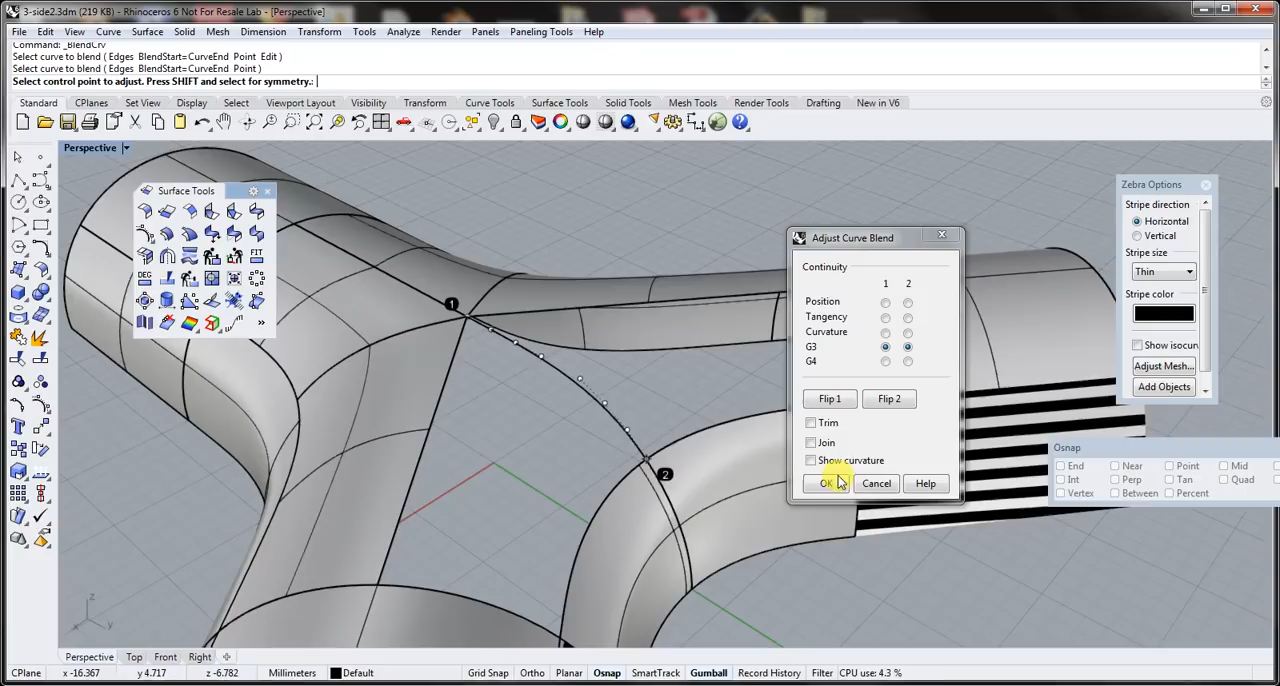 3-side2.3dm (219 KB) - Rhinoceros 6 Not For Resale Lab - [Perspective]
File Edit View Curve Surface Solid Mesh Dimension Transform Tools Analyze Render Panels Paneling Tools Help
Command: _BlendCrv
Select curve to blend ( Edges BlendStart=CurveEnd Point Edit )
Select curve to blend ( Edges BlendStart=CurveEnd Point )
Select control point to adjust. Press SHIFT and select for symmetry.:
Standard CPlanes Set View Display Select Viewport Layout Visibility Transform Curve Tools Surface Tools Solid Tools Mesh Tools Render Tools Drafting New in V6
Perspective
Surface Tools
DEG
FIT
»
1
2
Adjust Curve Blend
Continuity
1 2
Position
Tangency
Curvature
G3
G4
Flip 1 Flip 2
Trim
Join
Show curvature
OK Cancel Help
Zebra Options
Stripe direction
Horizontal
Vertical
Stripe size
Thin
Stripe color
Show isocur
Adjust Mesh...
Add Objects
Osnap
End Near Point Mid
Int Perp Tan Quad
Vertex Between Percent
z
x y
Perspective Top Front Right
CPlane x -16.367 y 4.717 z -6.782 Millimeters Default Grid Snap Ortho Planar Osnap SmartTrack Gumball Record History Filter CPU use: 4.3 %